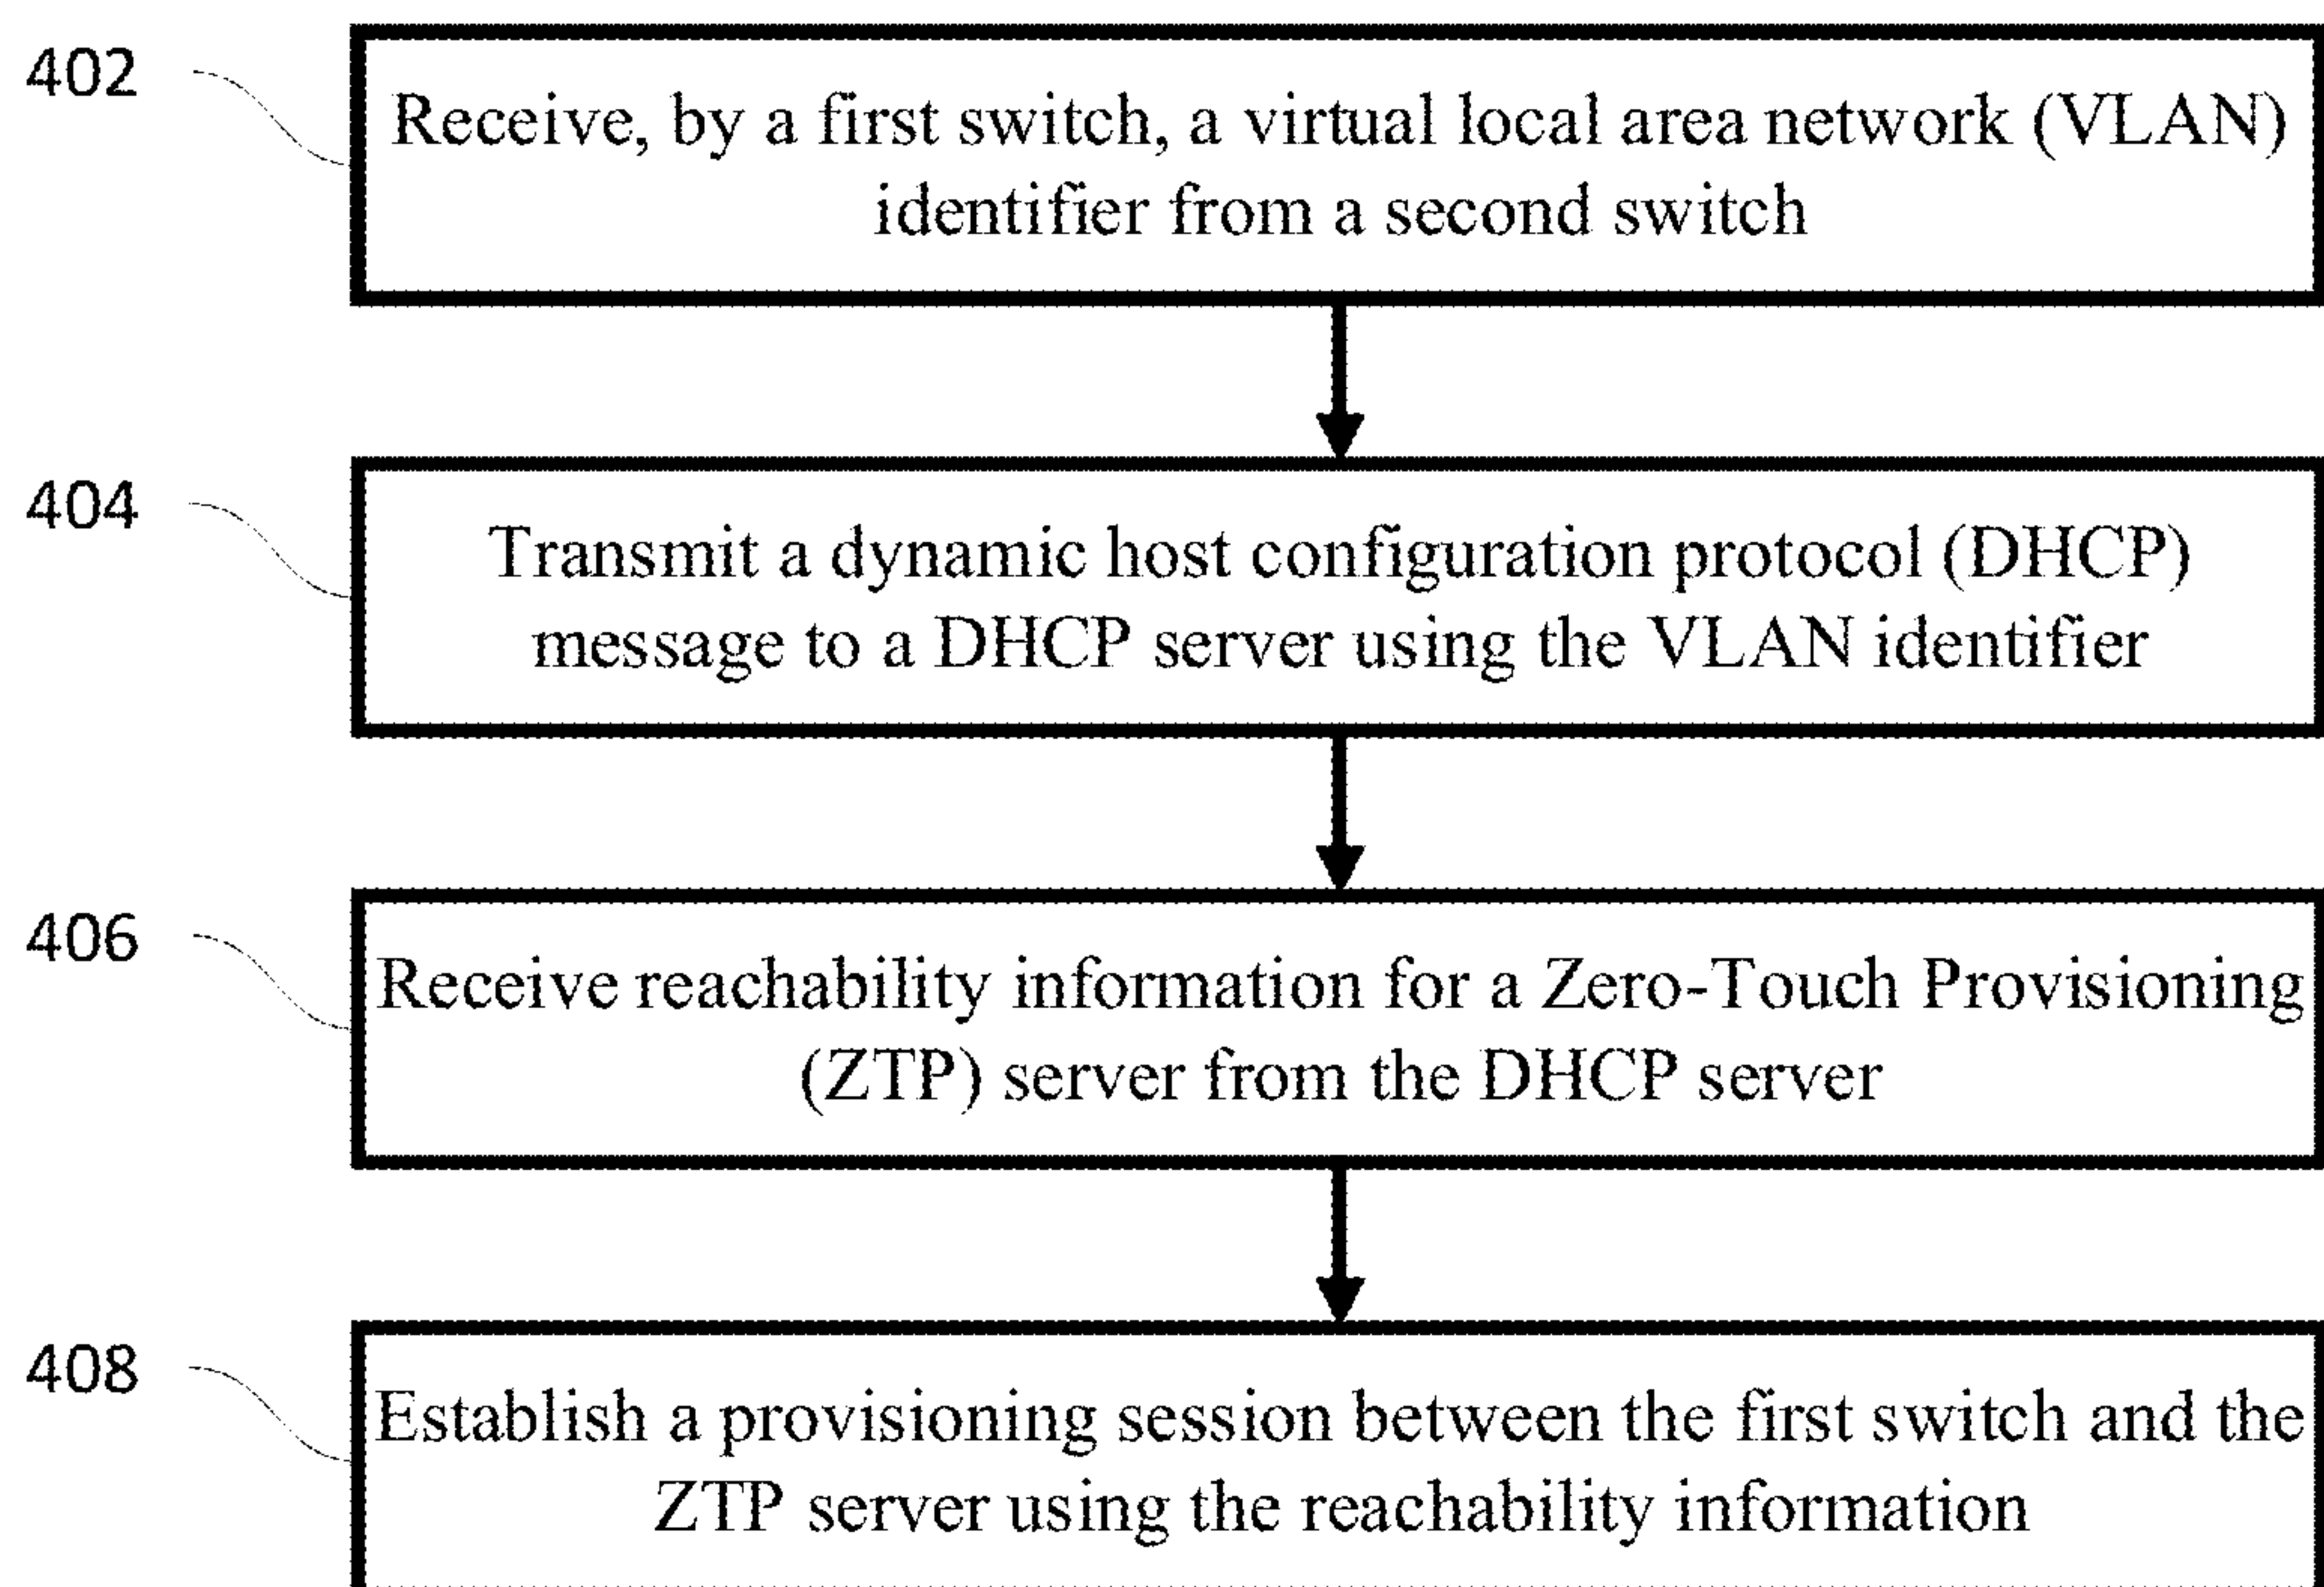 402
Receive, by a first switch, a virtual local area network (VLAN)
identifier from a second switch
404
Transmit a dynamic host configuration protocol (DHCP)
message to a DHCP server using the VLAN identifier
406
Receive reachability information for a Zero-Touch Provisioning
(ZTP) server from the DHCP server
408
Establish a provisioning session between the first switch and the
ZTP server using the reachability information